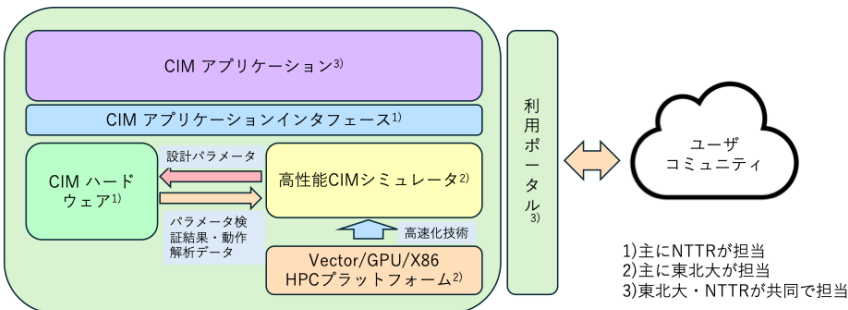 CIM アプリケーション3)
CIM アプリケーションインタフェース1)
CIM ハード
ウェア1)
設計パラメータ
パラメータ検
証結果・動作
解析データ
高性能CIMシミュレータ2)
高速化技術
Vector/GPU/X86
HPCプラットフォーム2)
利用ポータル3)
ユーザ
コミュニティ
1)主にNTTRが担当
2)主に東北大が担当
3)東北大・NTTRが共同で担当